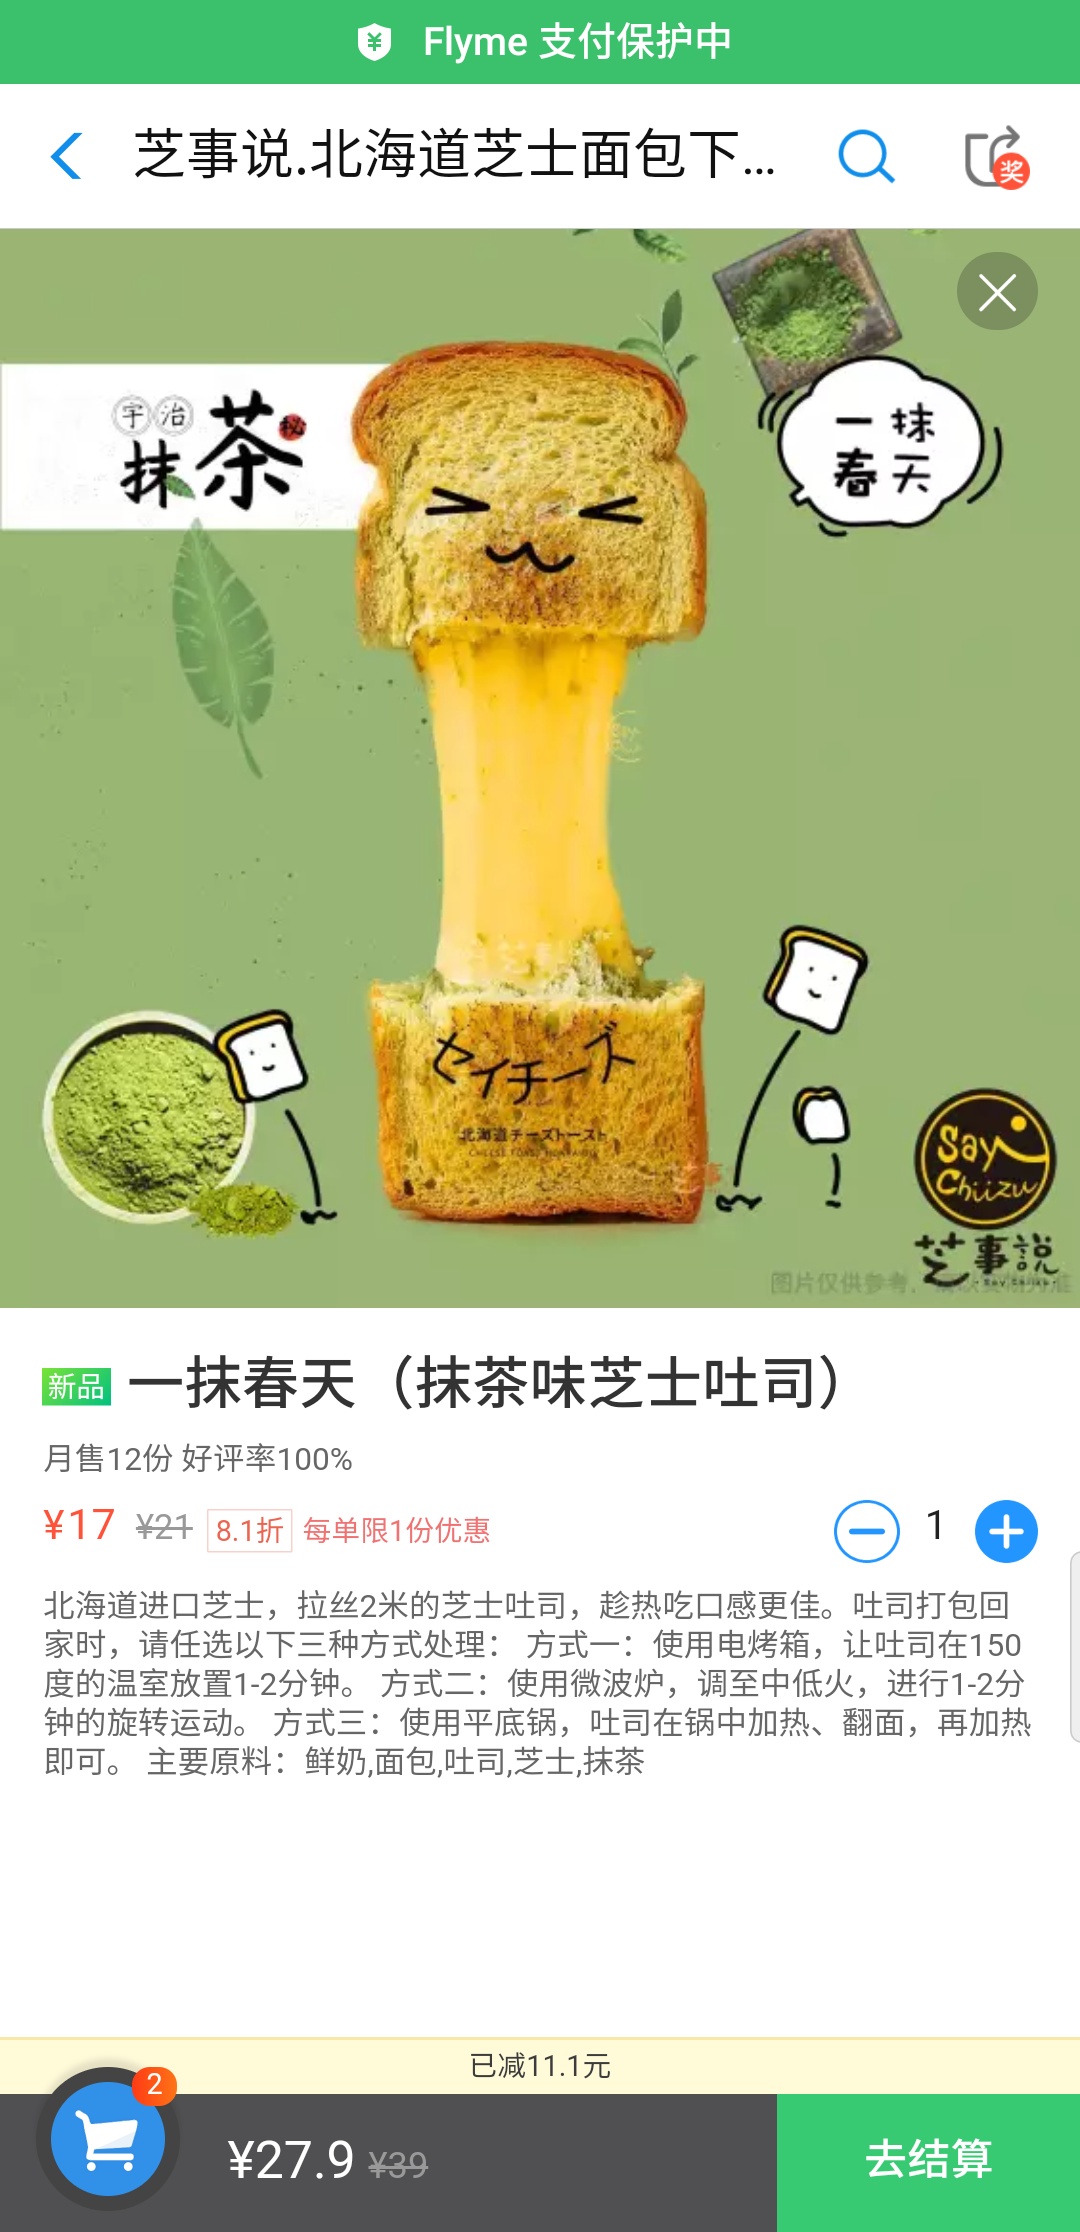 Flyme 支付保护中
芝事说.北海道芝士面包下...
奖
宇治
抹茶
秘
一抹
春天
セイチーズ
北海道チーズトースト
CHEESE TOAST HOKKAIDO
Say
Chiizu
芝事説
图片仅供参考,
新品 一抹春天（抹茶味芝士吐司）
月售12份 好评率100%
¥17 ¥21 8.1折 每单限1份优惠
1
北海道进口芝士，拉丝2米的芝士吐司，趁热吃口感更佳。吐司打包回
家时，请任选以下三种方式处理： 方式一：使用电烤箱，让吐司在150
度的温室放置1-2分钟。 方式二：使用微波炉，调至中低火，进行1-2分
钟的旋转运动。 方式三：使用平底锅，吐司在锅中加热、翻面，再加热
即可。 主要原料：鲜奶,面包,吐司,芝士,抹茶
已减11.1元
2
¥27.9 ¥39
去结算